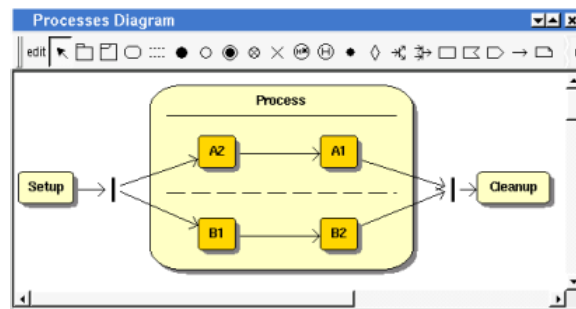 Processes Diagram
edit
Process
A2 A1
Setup Cleanup
B1 B2